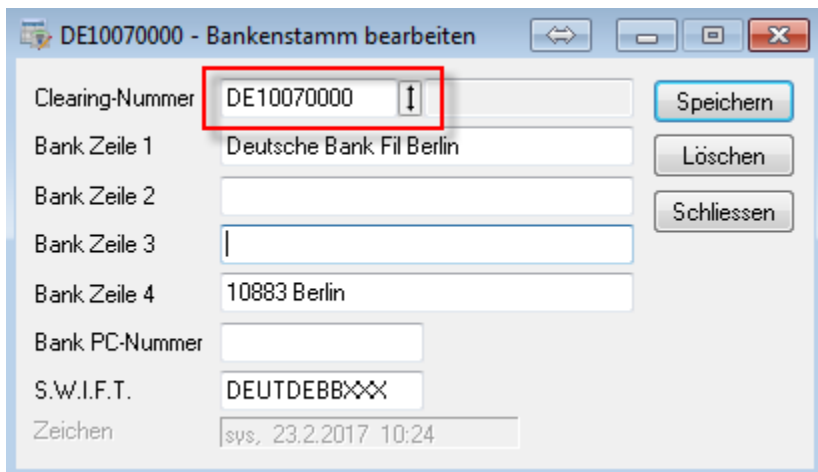 DE10070000 - Bankenstamm bearbeiten
Clearing-Nummer DE10070000 Speichern
Bank Zeile 1 Deutsche Bank Fil Berlin Löschen
Bank Zeile 2 Schliessen
Bank Zeile 3
Bank Zeile 4 10883 Berlin
Bank PC-Nummer
S.W.I.F.T. DEUTDEBBXXX
Zeichen sys, 23.2.2017 10:24